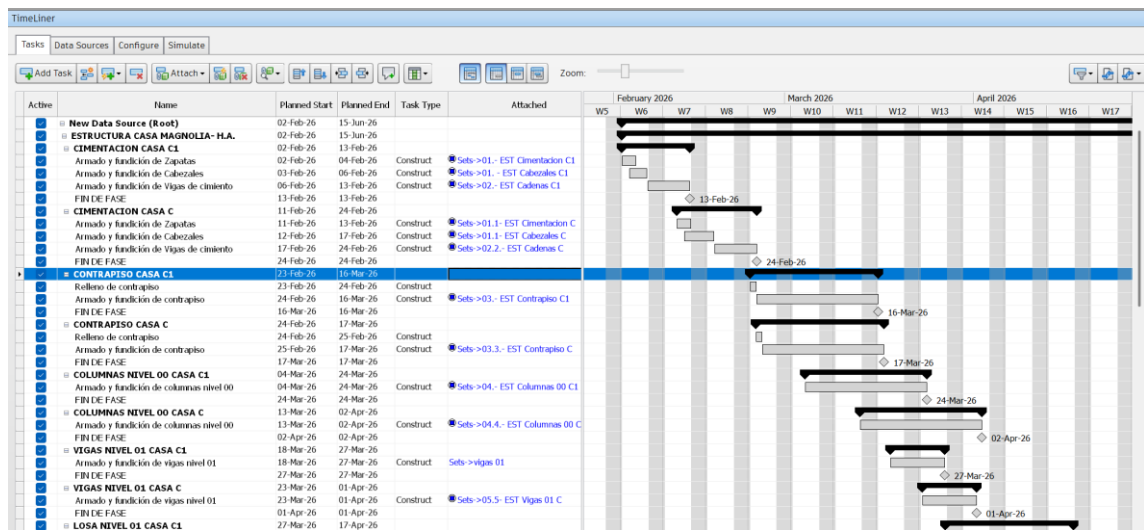 TimeLiner
Tasks Data Sources Configure Simulate
Add Task Attach Zoom:
Active Name Planned Start Planned End Task Type Attached
February 2026 March 2026 April 2026
W5 W6 W7 W8 W9 W10 W11 W12 W13 W14 W15 W16 W17
New Data Source (Root) 02-Feb-26 15-Jun-26
ESTRUCTURA CASA MAGNOLIA- H.A. 02-Feb-26 15-Jun-26
CIMENTACION CASA C1 02-Feb-26 13-Feb-26
Armado y fundición de Zapatas 02-Feb-26 04-Feb-26 Construct Sets->01.- EST Cimentacion C1
Armado y fundición de Cabezales 03-Feb-26 06-Feb-26 Construct Sets->01. - EST Cabezales C1
Armado y fundición de Vigas de cimiento 06-Feb-26 13-Feb-26 Construct Sets->02.- EST Cadenas C1
FIN DE FASE 13-Feb-26 13-Feb-26 13-Feb-26
CIMENTACION CASA C 11-Feb-26 24-Feb-26
Armado y fundición de Zapatas 11-Feb-26 13-Feb-26 Construct Sets->01.1- EST Cimentacion C
Armado y fundición de Cabezales 12-Feb-26 17-Feb-26 Construct Sets->01.1- EST Cabezales C
Armado y fundición de Vigas de cimiento 17-Feb-26 24-Feb-26 Construct Sets->02.2.- EST Cadenas C
FIN DE FASE 24-Feb-26 24-Feb-26 24-Feb-26
CONTRAPISO CASA C1 23-Feb-26 16-Mar-26
Relleno de contrapiso 23-Feb-26 24-Feb-26 Construct
Armado y fundición de contrapiso 24-Feb-26 16-Mar-26 Construct Sets->03.- EST Contrapiso C1
FIN DE FASE 16-Mar-26 16-Mar-26 16-Mar-26
CONTRAPISO CASA C 24-Feb-26 17-Mar-26
Relleno de contrapiso 24-Feb-26 25-Feb-26 Construct
Armado y fundición de contrapiso 25-Feb-26 17-Mar-26 Construct Sets->03.3.- EST Contrapiso C
FIN DE FASE 17-Mar-26 17-Mar-26 17-Mar-26
COLUMNAS NIVEL 00 CASA C1 04-Mar-26 24-Mar-26
Armado y fundición de columnas nivel 00 04-Mar-26 24-Mar-26 Construct Sets->04.- EST Columnas 00 C1
FIN DE FASE 24-Mar-26 24-Mar-26 24-Mar-26
COLUMNAS NIVEL 00 CASA C 13-Mar-26 02-Apr-26
Armado y fundición de columnas nivel 00 13-Mar-26 02-Apr-26 Construct Sets->04.4.- EST Columnas 00 C
FIN DE FASE 02-Apr-26 02-Apr-26 02-Apr-26
VIGAS NIVEL 01 CASA C1 18-Mar-26 27-Mar-26
Armado y fundición de vigas nivel 01 18-Mar-26 27-Mar-26 Construct Sets->vigas 01
FIN DE FASE 27-Mar-26 27-Mar-26 27-Mar-26
VIGAS NIVEL 01 CASA C 23-Mar-26 01-Apr-26
Armado y fundición de vigas nivel 01 23-Mar-26 01-Apr-26 Construct Sets->05.5- EST Vigas 01 C
FIN DE FASE 01-Apr-26 01-Apr-26 01-Apr-26
LOSA NIVEL 01 CASA C1 27-Mar-26 17-Apr-26